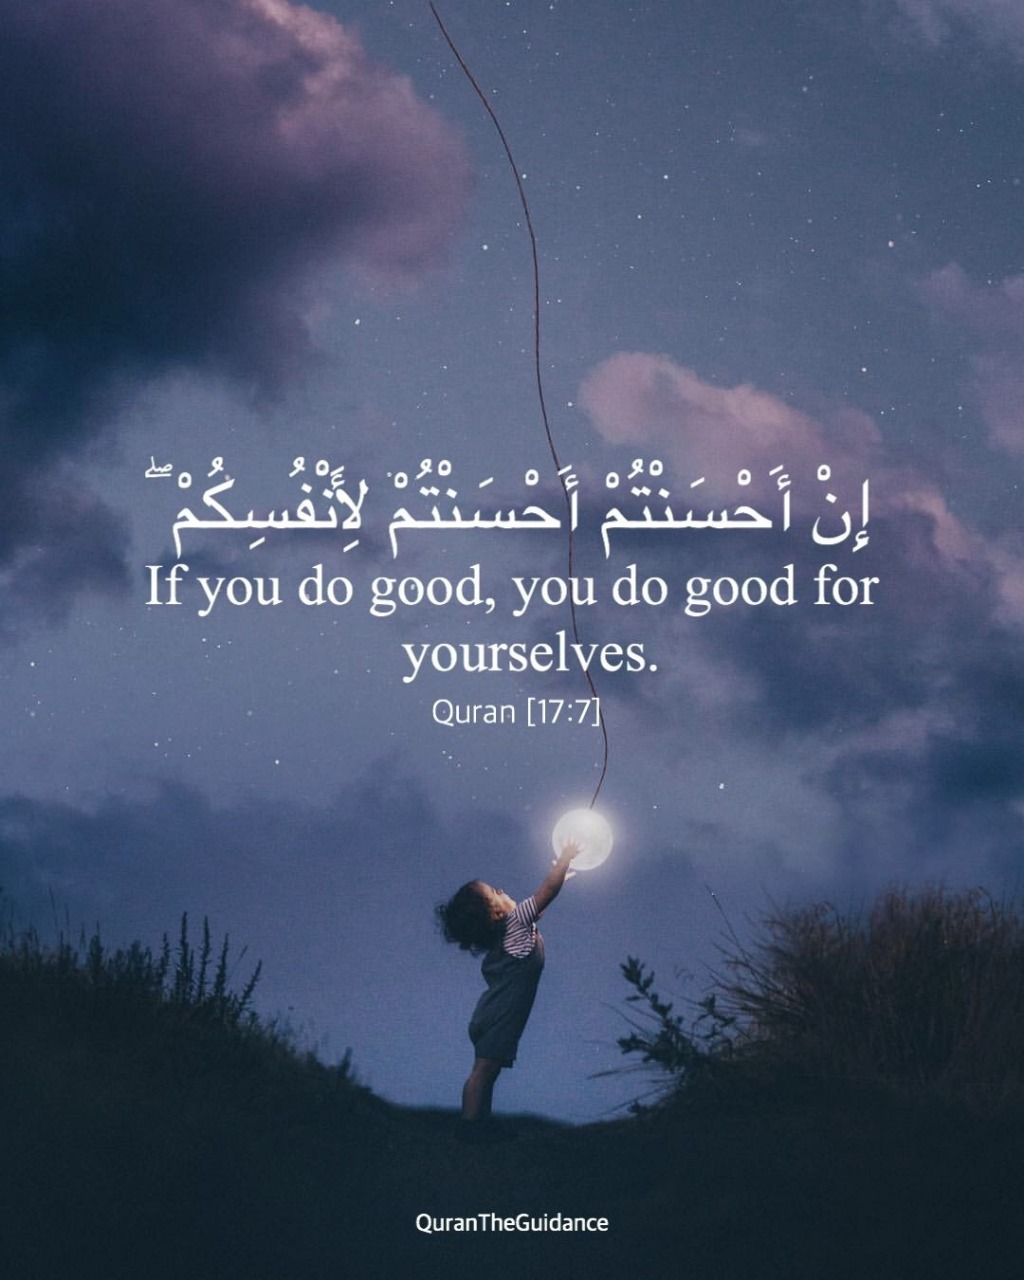 إِنْ أَحْسَنْتُمْ أَحْسَنْتُمْ لِأَنْفُسِكُمْ ۖ
If you do good, you do good for
yourselves.
Quran [17:7]
QuranTheGuidance